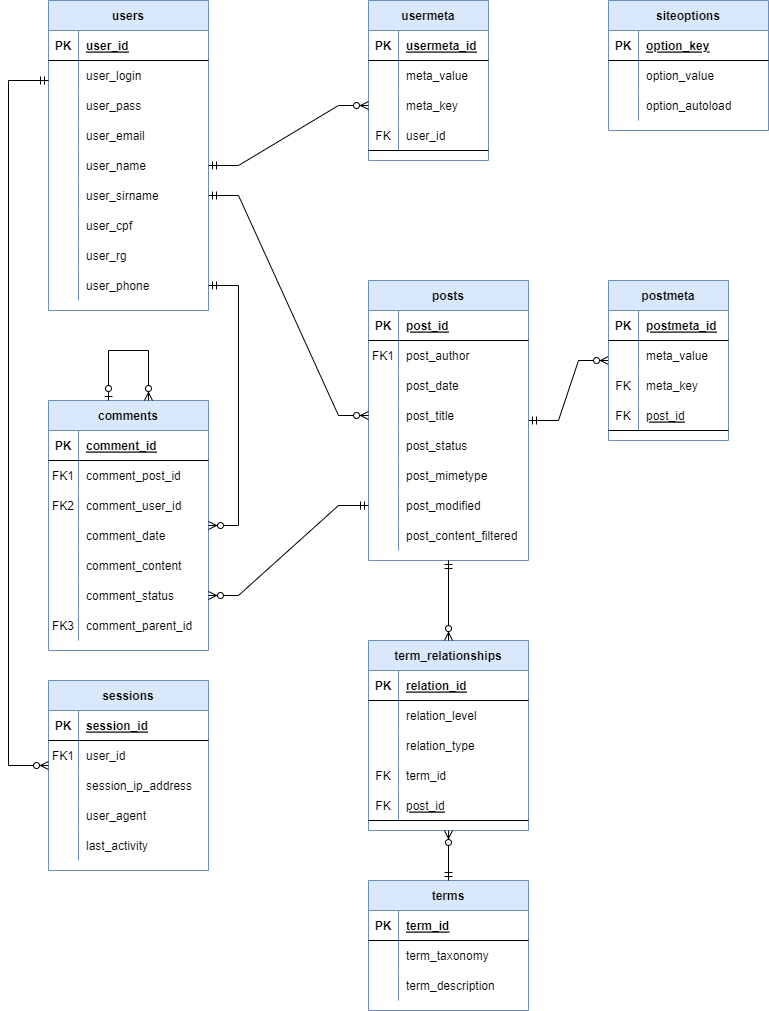 users
PK user_id
user_login
user_pass
user_email
user_name
user_sirname
user_cpf
user_rg
user_phone
usermeta
PK usermeta_id
meta_value
meta_key
FK user_id
siteoptions
PK option_key
option_value
option_autoload
posts
PK post_id
FK1 post_author
post_date
post_title
post_status
post_mimetype
post_modified
post_content_filtered
postmeta
PK postmeta_id
meta_value
FK meta_key
FK post_id
comments
PK comment_id
FK1 comment_post_id
FK2 comment_user_id
comment_date
comment_content
comment_status
FK3 comment_parent_id
term_relationships
PK relation_id
relation_level
relation_type
FK term_id
FK post_id
sessions
PK session_id
FK1 user_id
session_ip_address
user_agent
last_activity
terms
PK term_id
term_taxonomy
term_description